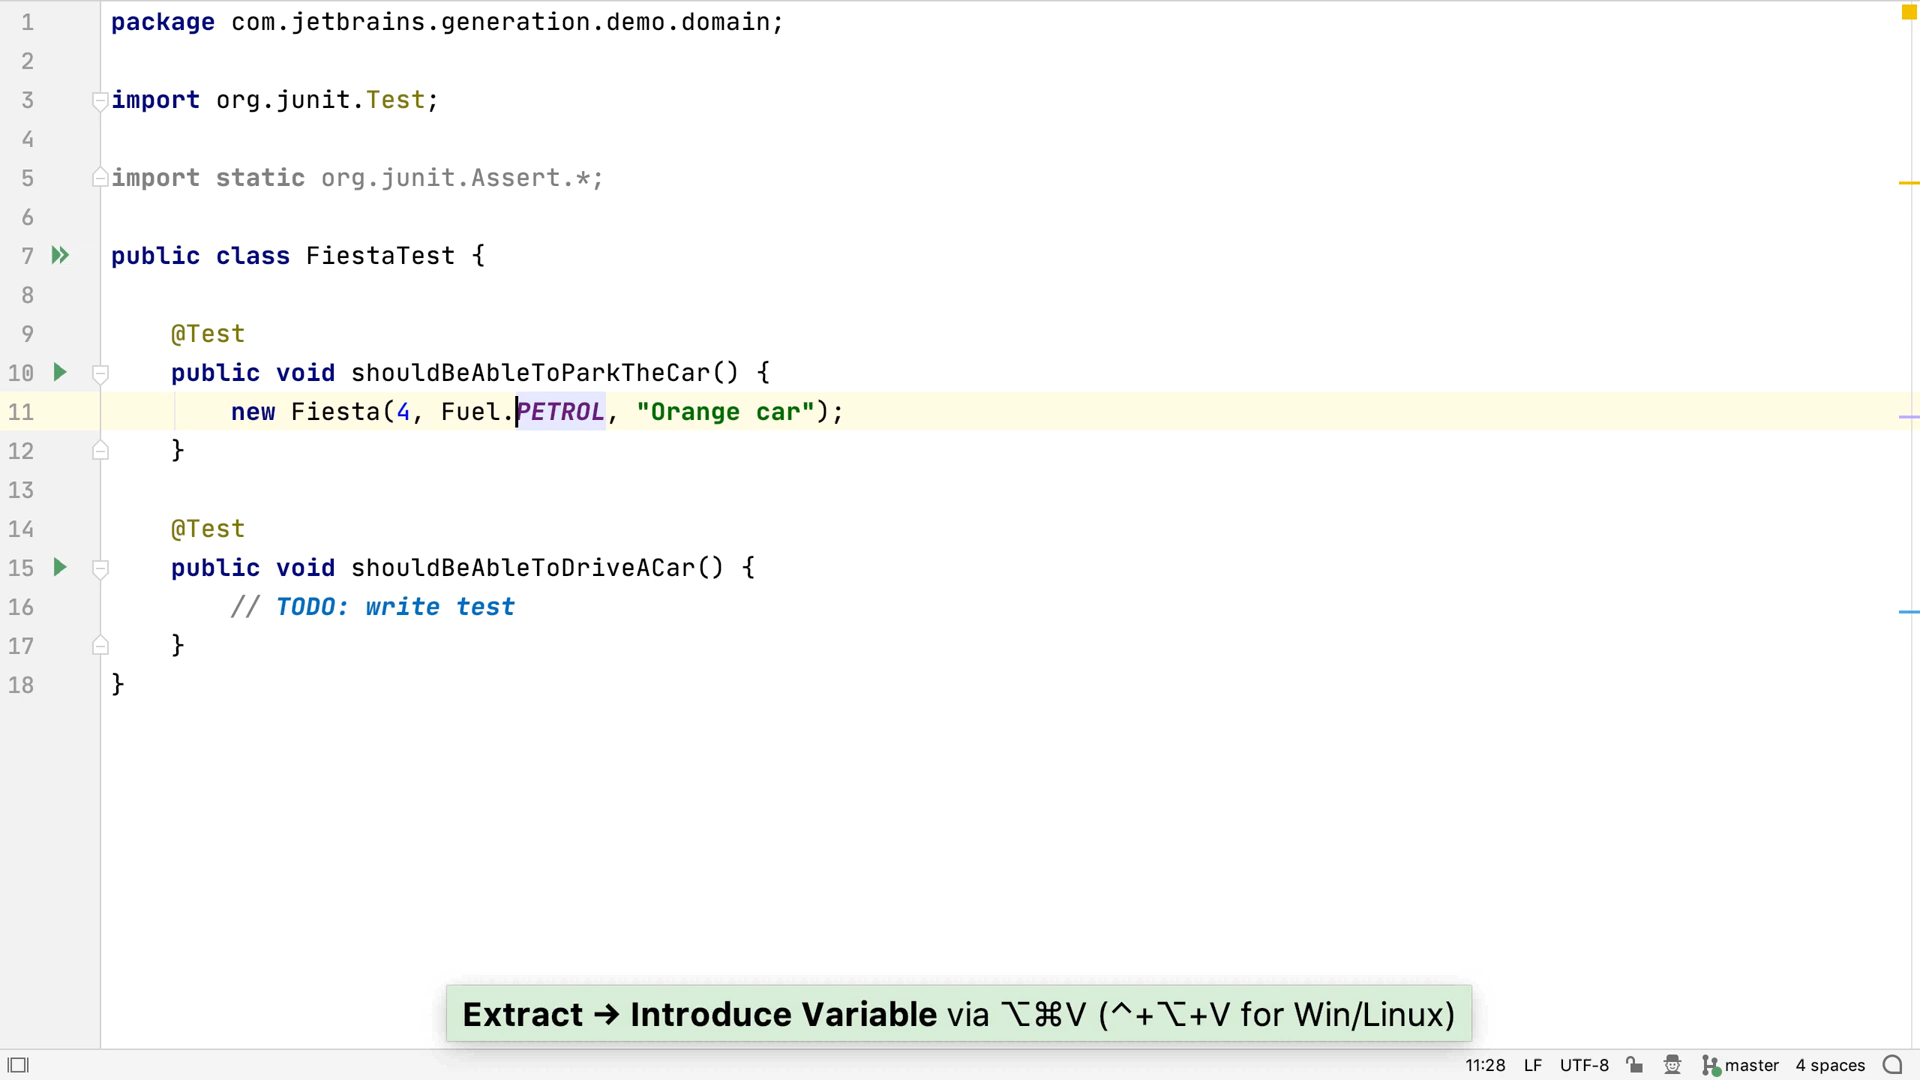 1 package com.jetbrains.generation.demo.domain;
2
3 import org.junit.Test;
4
5 import static org.junit.Assert.*;
6
7 public class FiestaTest {
8
9 @Test
10 public void shouldBeAbleToParkTheCar() {
11 new Fiesta(4, Fuel.PETROL, "Orange car");
12 }
13
14 @Test
15 public void shouldBeAbleToDriveACar() {
16 // TODO: write test
17 }
18 }
Extract → Introduce Variable via ⌥⌘V (^+⌥+V for Win/Linux)
11:28 LF UTF-8 master 4 spaces